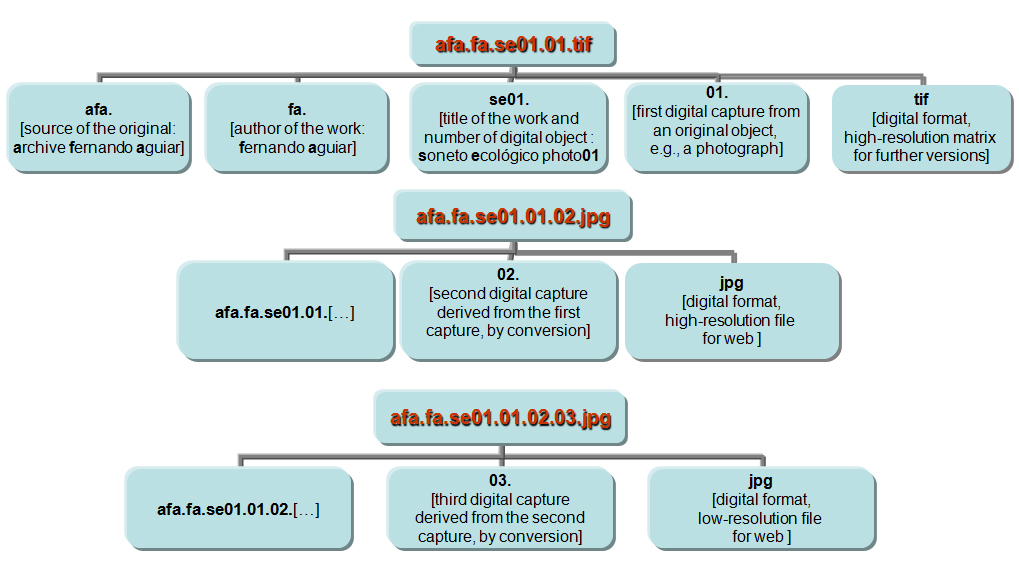 afa.fa.se01.01.tif
afa.
[source of the original:
archive fernando aguiar]
fa.
[author of the work:
fernando aguiar]
se01.
[title of the work and
number of digital object :
soneto ecológico photo01
01.
[first digital capture from
an original object,
e.g., a photograph]
tif
[digital format,
high-resolution matrix
for further versions]
afa.fa.se01.01.02.jpg
afa.fa.se01.01.[…]
02.
[second digital capture
derived from the first
capture, by conversion]
jpg
[digital format,
high-resolution file
for web ]
afa.fa.se01.01.02.03.jpg
afa.fa.se01.01.02.[…]
03.
[third digital capture
derived from the second
capture, by conversion]
jpg
[digital format,
low-resolution file
for web ]